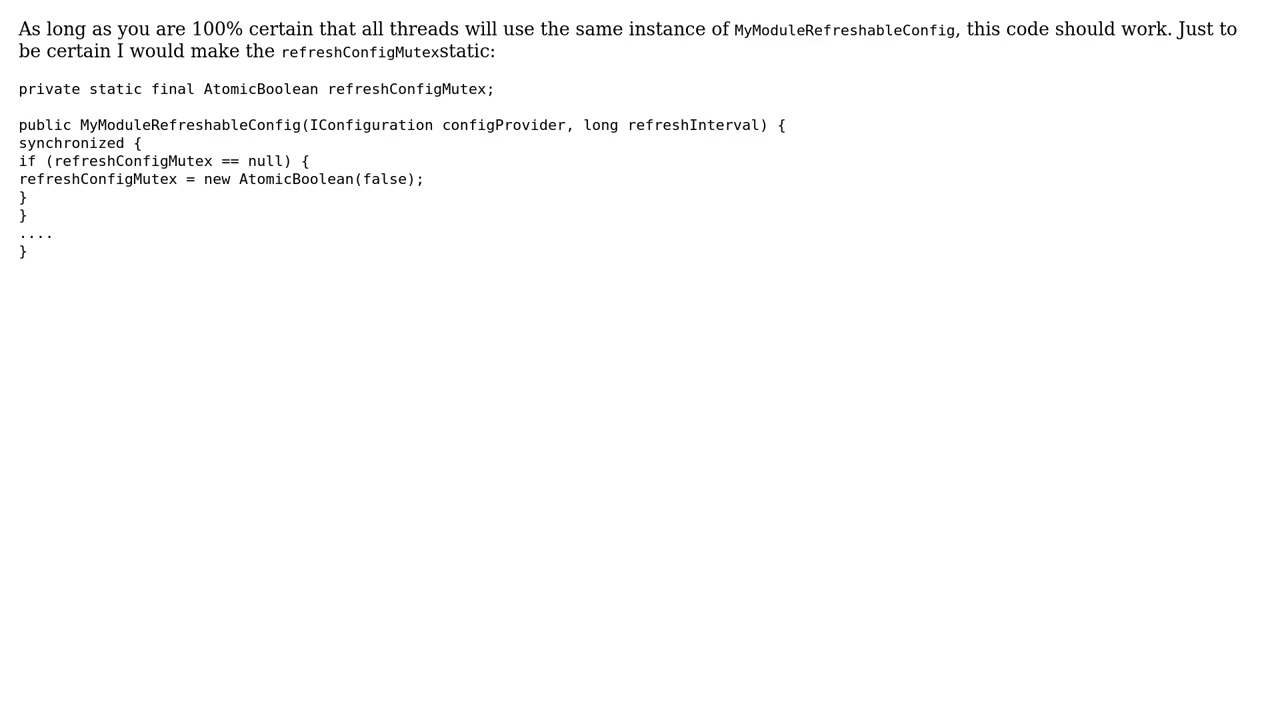 As long as you are 100% certain that all threads will use the same instance of MyModuleRefreshableConfig, this code should work. Just to
be certain I would make the refreshConfigMutexstatic:
private static final AtomicBoolean refreshConfigMutex;
public MyModuleRefreshableConfig(IConfiguration configProvider, long refreshInterval) {
synchronized {
if (refreshConfigMutex == null) {
refreshConfigMutex = new AtomicBoolean(false);
}
}
....
}